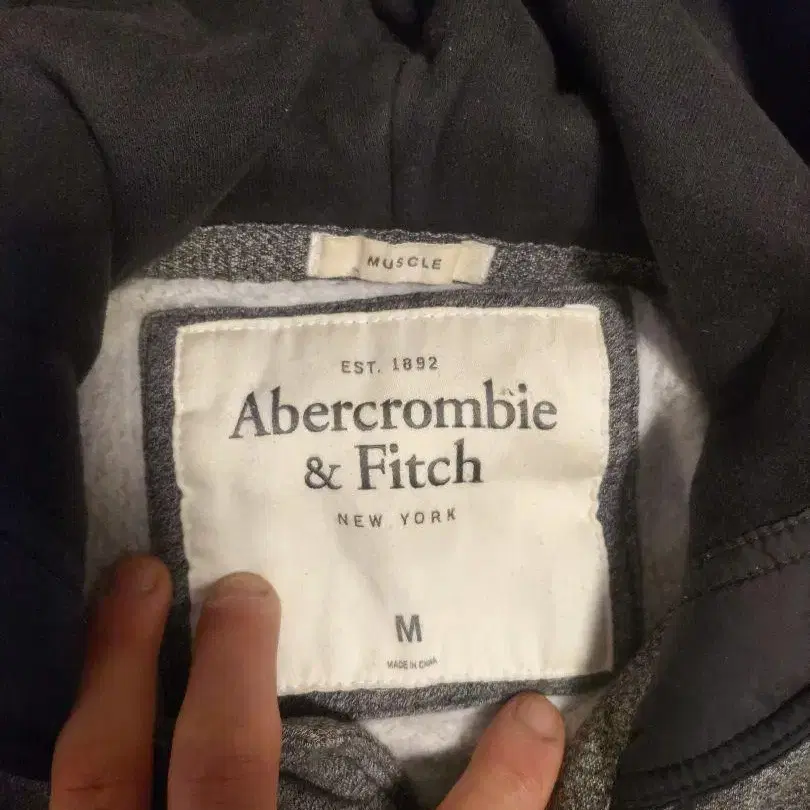 MUSCLE
EST. 1892
Abercrombie
& Fitch
NEW YORK
M
MADE IN CHINA